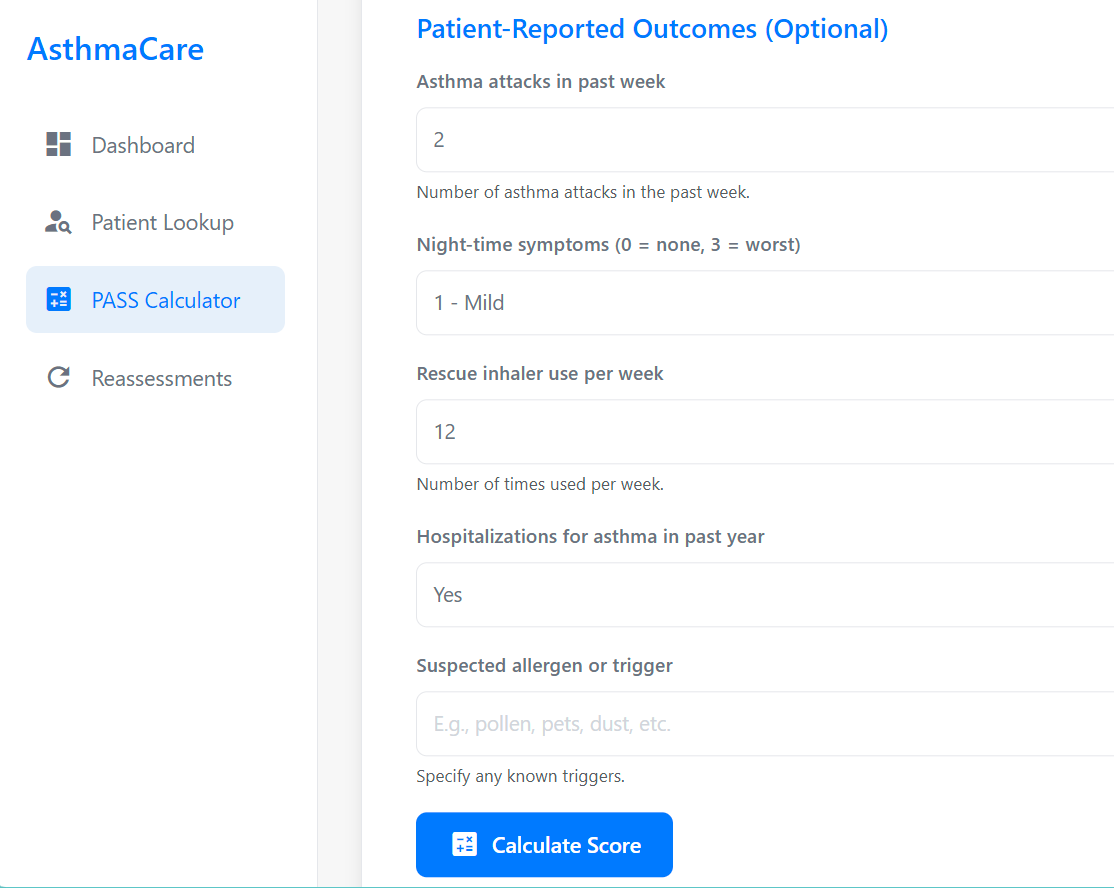 AsthmaCare
Dashboard
Patient Lookup
PASS Calculator
Reassessments
Patient-Reported Outcomes (Optional)
Asthma attacks in past week
2
Number of asthma attacks in the past week.
Night-time symptoms (0 = none, 3 = worst)
1 - Mild
Rescue inhaler use per week
12
Number of times used per week.
Hospitalizations for asthma in past year
Yes
Suspected allergen or trigger
E.g., pollen, pets, dust, etc.
Specify any known triggers.
Calculate Score